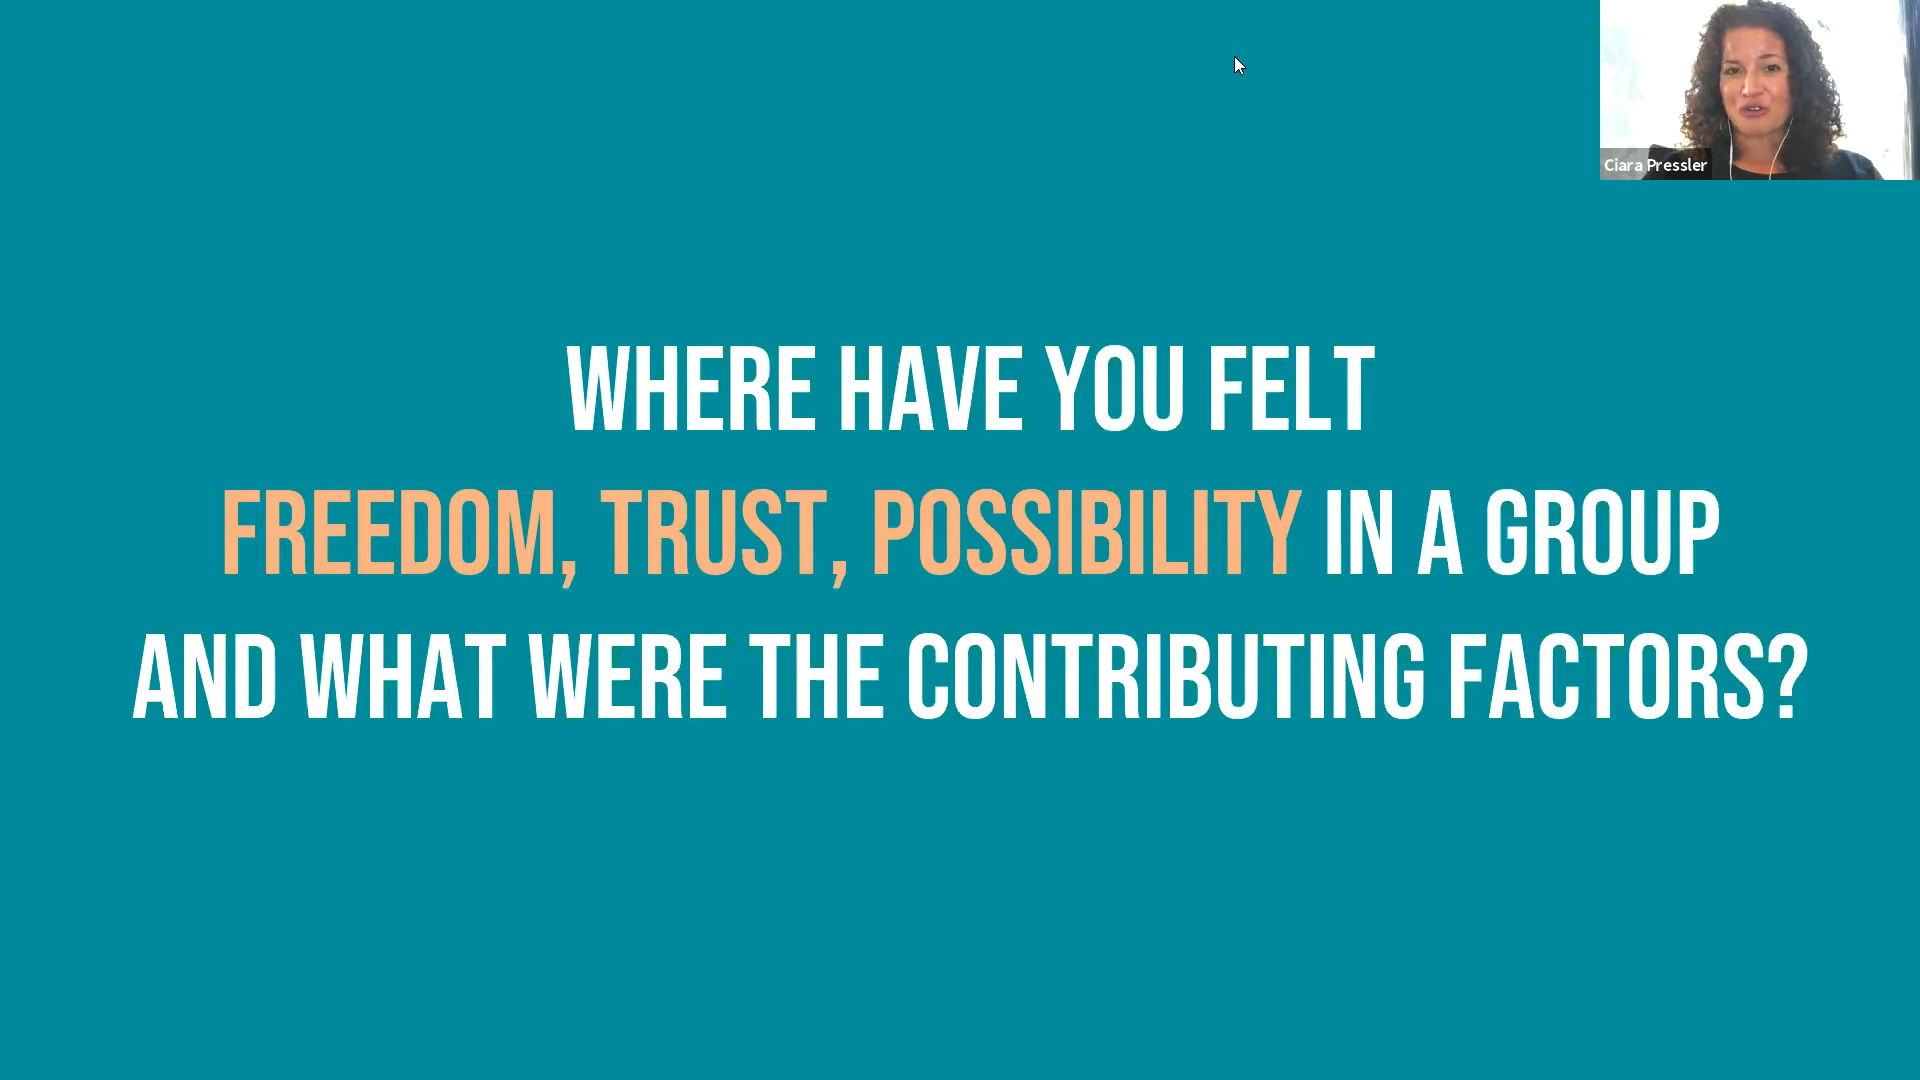 Ciara Pressler
WHERE HAVE YOU FELT
FREEDOM, TRUST, POSSIBILITY IN A GROUP
AND WHAT WERE THE CONTRIBUTING FACTORS?